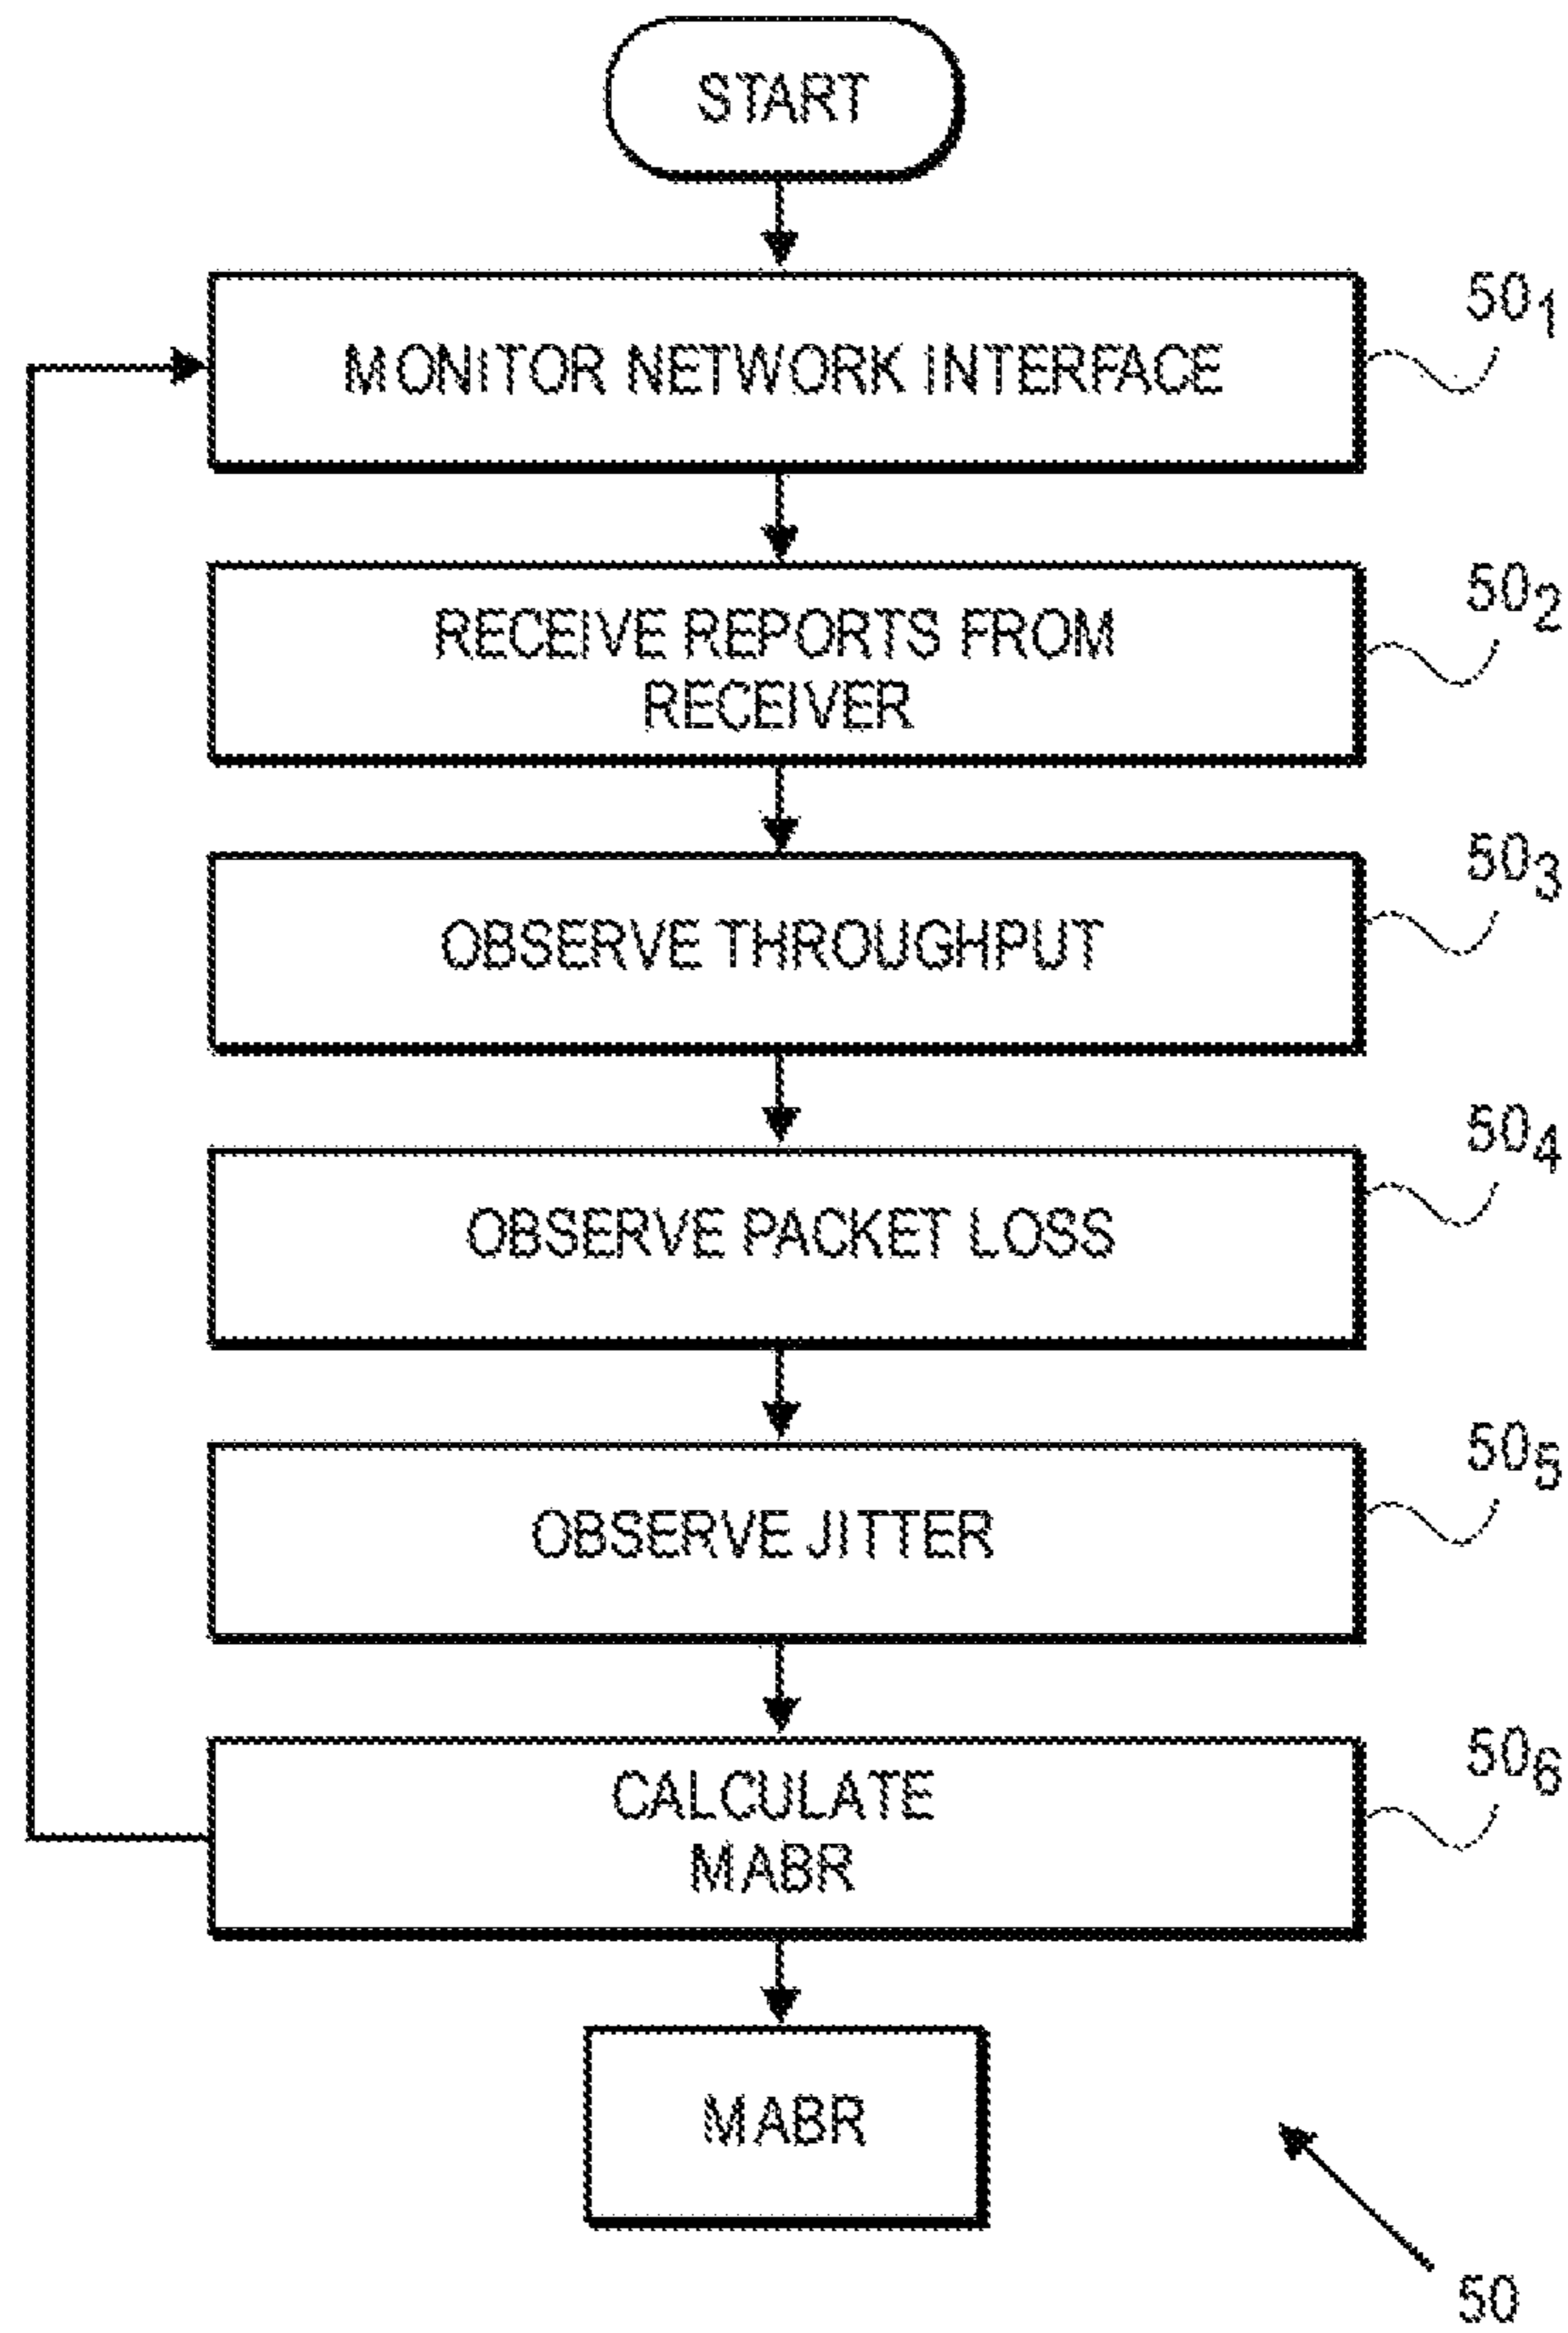 START
MONITOR NETWORK INTERFACE
50₁
RECEIVE REPORTS FROM
RECEIVER
50₂
OBSERVE THROUGHPUT
50₃
OBSERVE PACKET LOSS
50₄
OBSERVE JITTER
50₅
CALCULATE
MABR
50₆
MABR
50